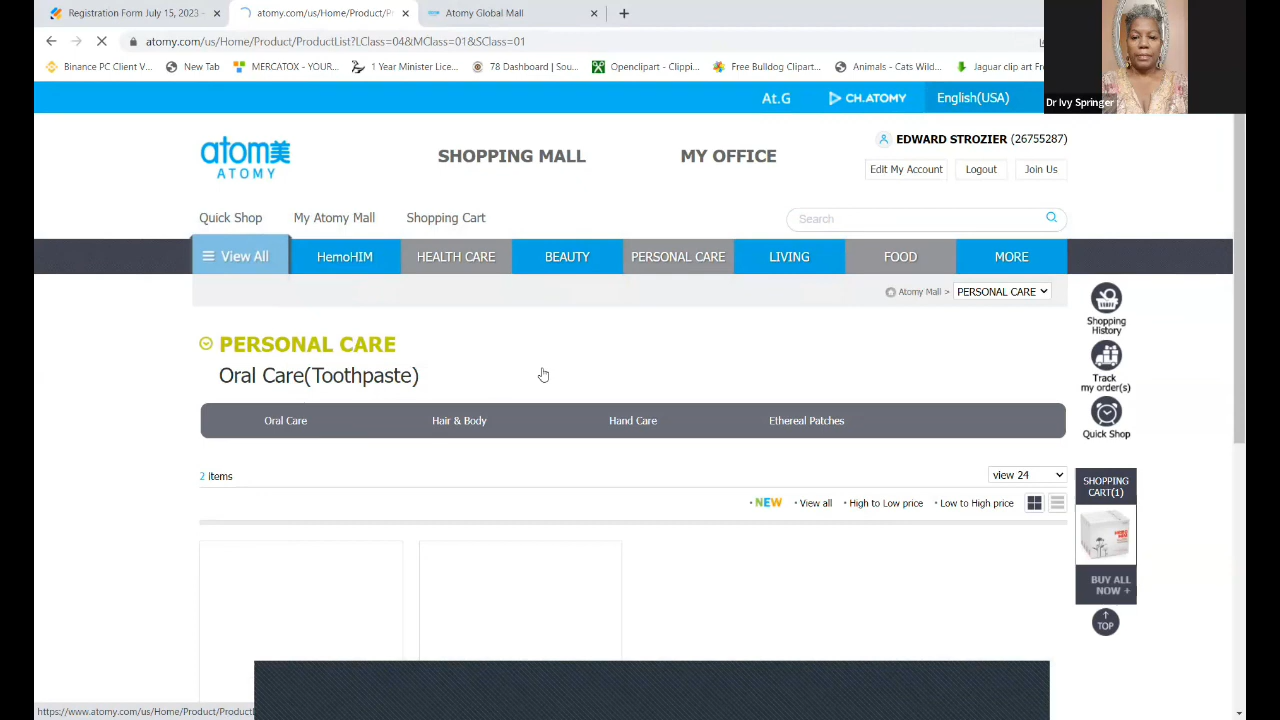 Registration Form July 15, 2023 -
atomy.com/us/Home/Product/Pr
Atomy Global Mall
atomy.com/us/Home/Product/ProductList?LClass=04&MClass=01&SClass=01
Binance PC Client V...
New Tab
MERCATOX - YOUR...
1 Year Minister Lice...
78 Dashboard | Sou...
Openclipart - Clippi...
Free Bulldog Clipart...
Animals - Cats Wild...
Jaguar clip art Fre
Dr Ivy Springer
At.G
CH.ATOMY
English(USA)
atom美
ATOMY
SHOPPING MALL
MY OFFICE
EDWARD STROZIER (26755287)
Edit My Account
Logout
Join Us
Quick Shop
My Atomy Mall
Shopping Cart
Search
View All
HemoHIM
HEALTH CARE
BEAUTY
PERSONAL CARE
LIVING
FOOD
MORE
Atomy Mall >
PERSONAL CARE
Shopping
History
PERSONAL CARE
Oral Care(Toothpaste)
Track
my order(s)
Oral Care
Hair & Body
Hand Care
Ethereal Patches
Quick Shop
2 Items
view 24
NEW
View all
High to Low price
Low to High price
SHOPPING
CART(1)
BUY ALL
NOW +
TOP
https://www.atomy.com/us/Home/Product/Product